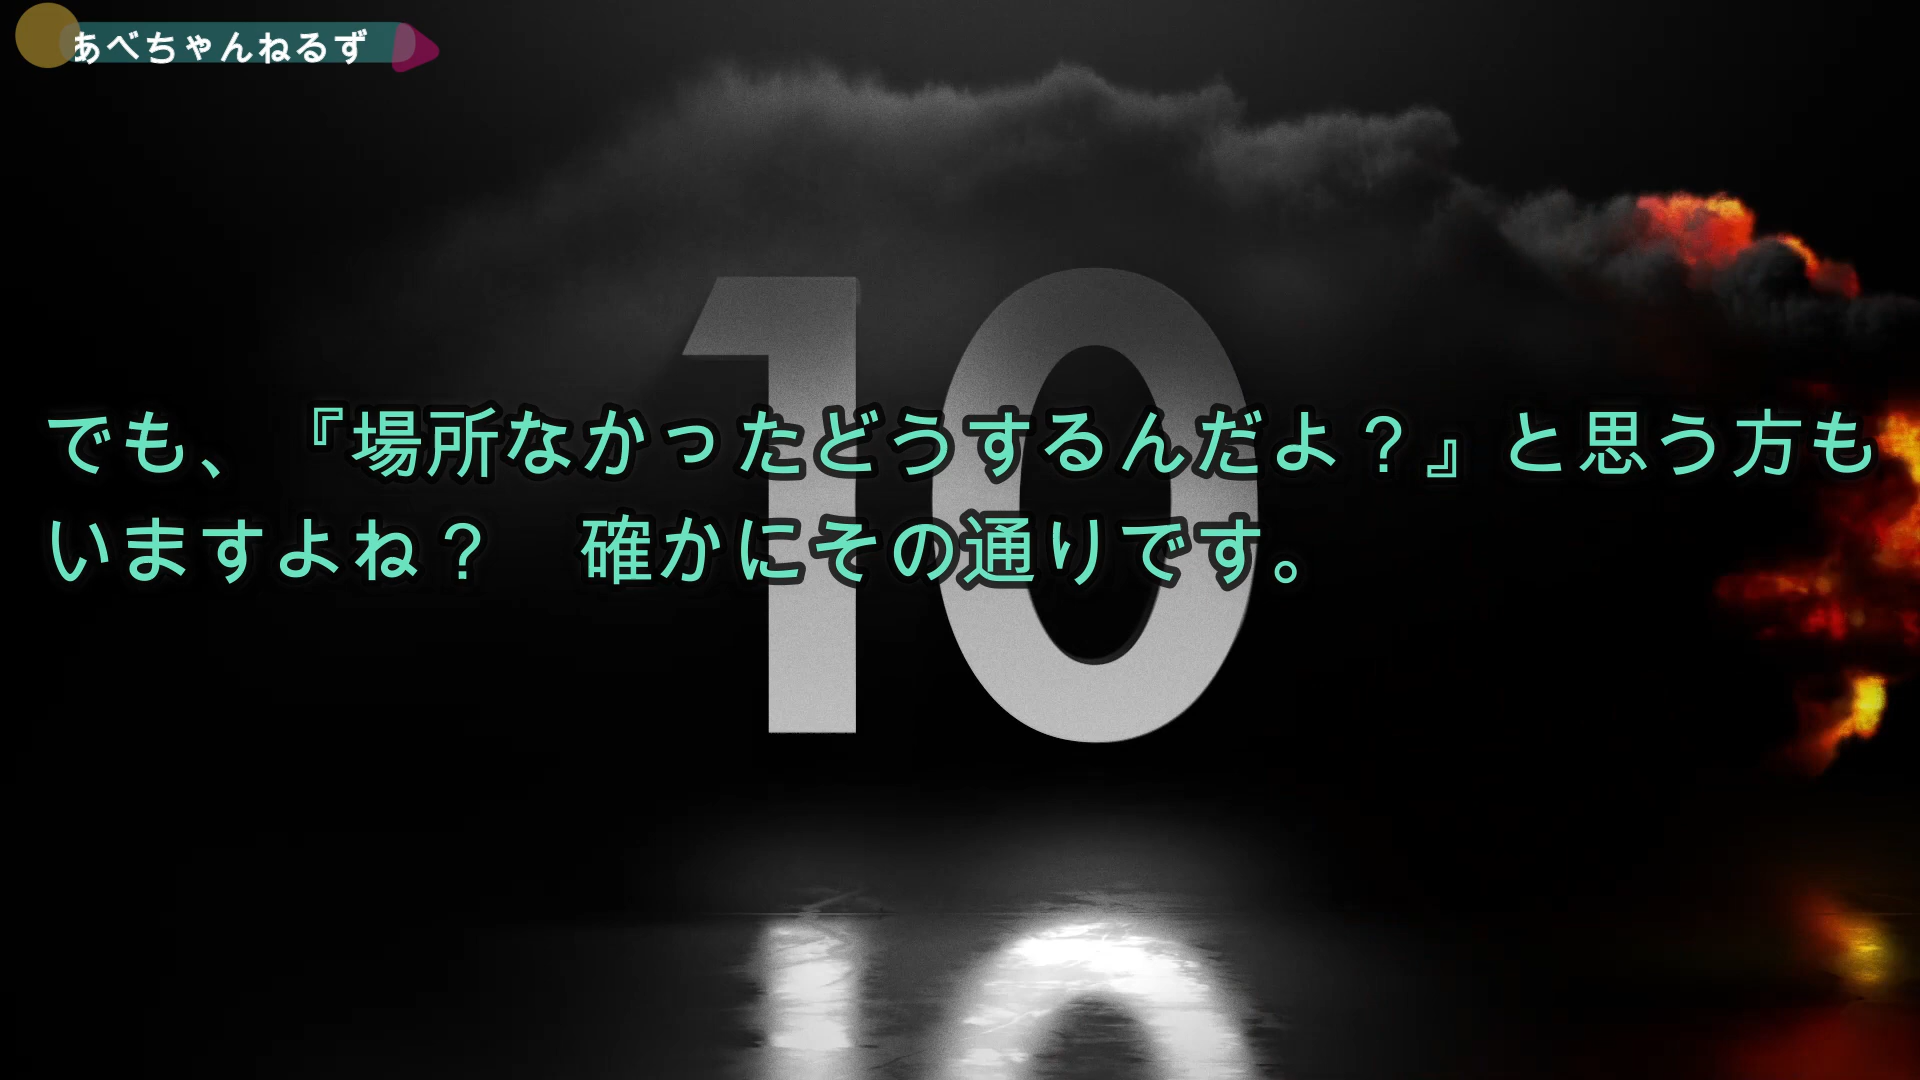 あべちゃんねるず
10
でも、『場所なかったどうするんだよ？』と思う方も
いますよね？　確かにその通りです。